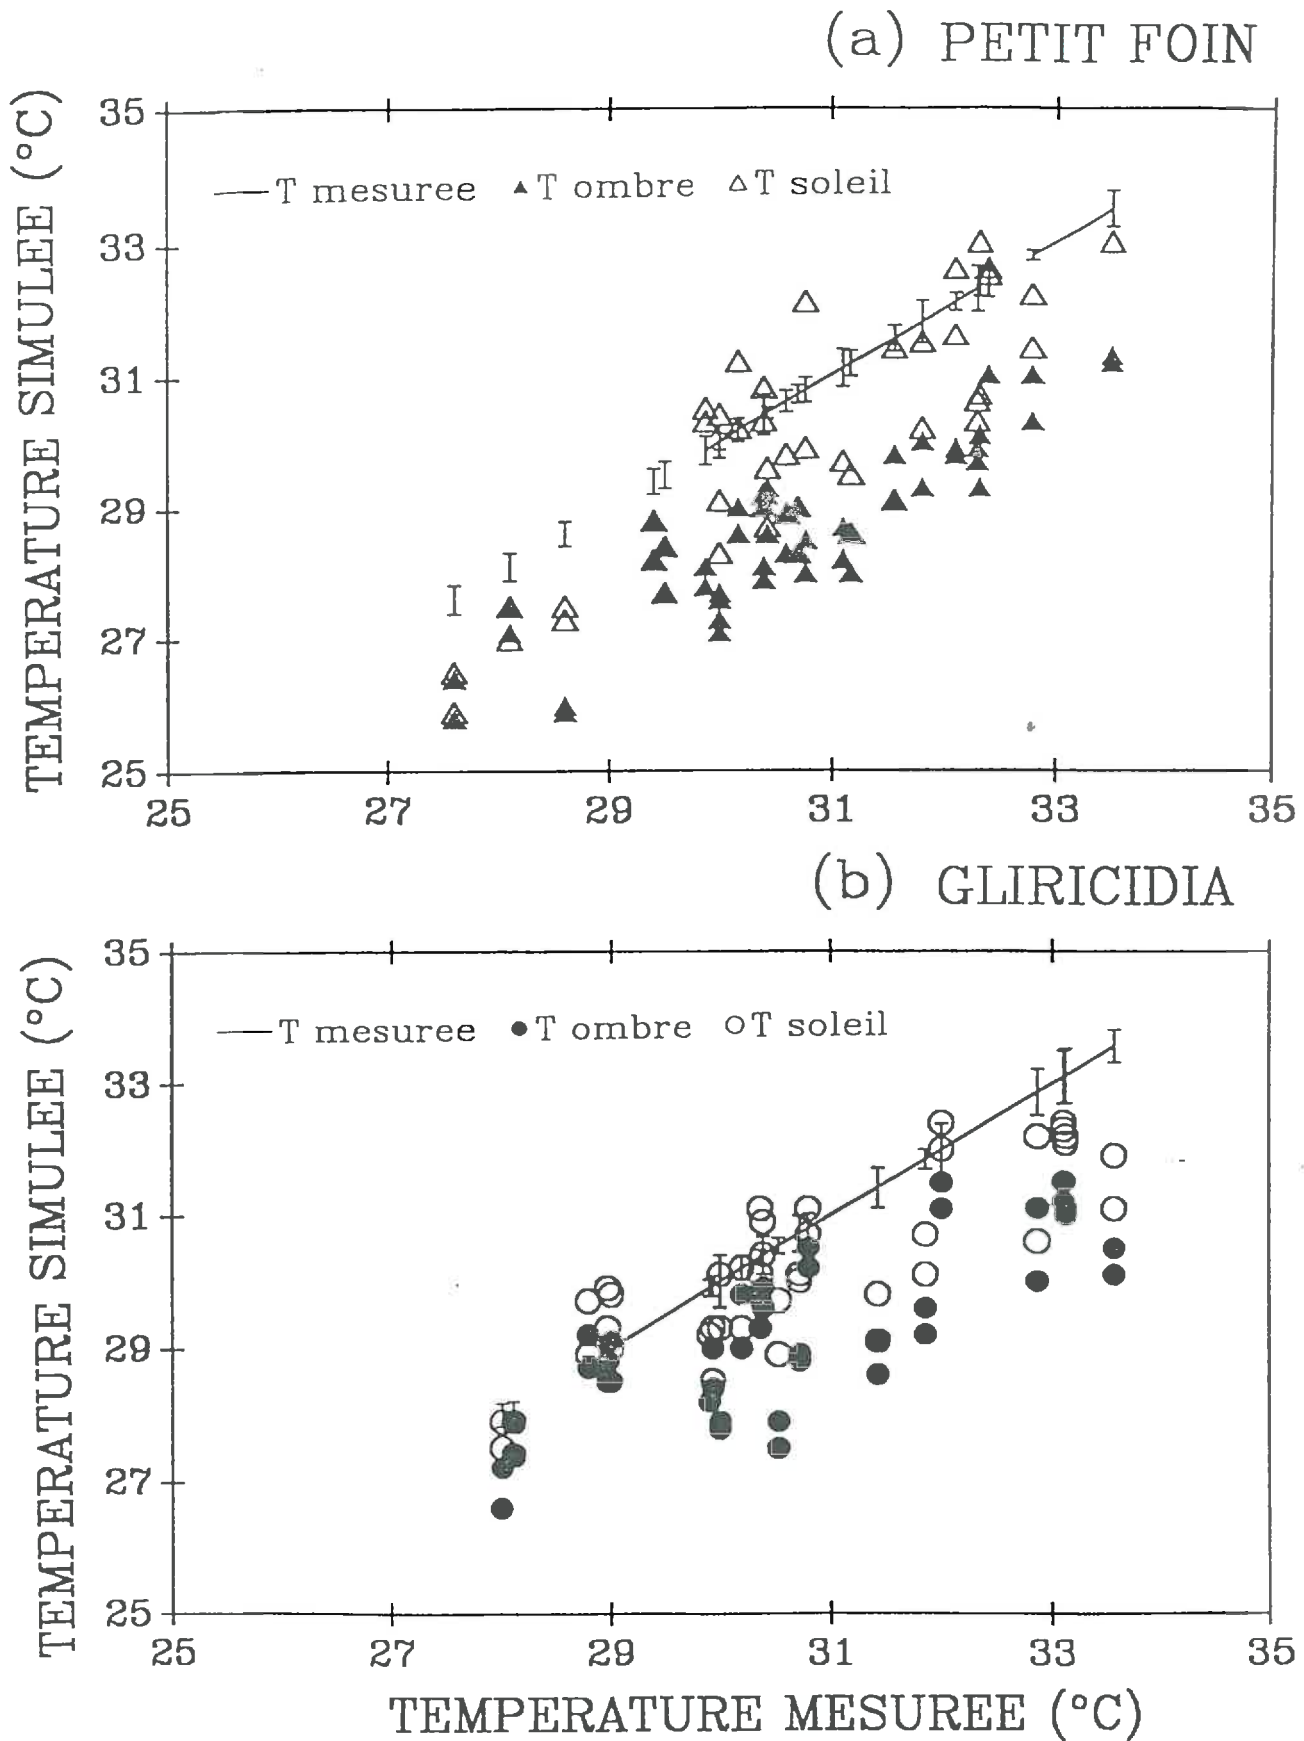 (a) PETIT FOIN
TEMPERATURE SIMULEE (°C)
35
33
31
29
27
25
T mesuree T ombre T soleil
25 27 29 31 33 35
(b) GLIRICIDIA
TEMPERATURE SIMULEE (°C)
35
33
31
29
27
25
T mesuree T ombre T soleil
25 27 29 31 33 35
TEMPERATURE MESUREE (°C)